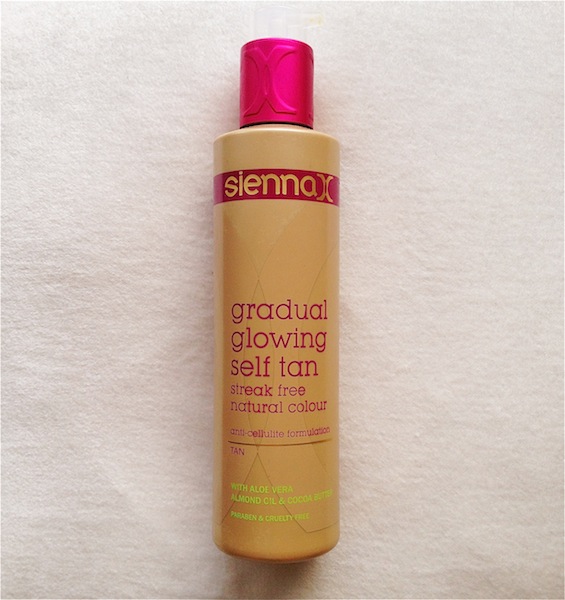 siennaX
gradual
glowing
self tan
streak free
natural colour
anti-cellulite formulation
TAN
WITH ALOE VERA
ALMOND OIL & COCOA BUTTER
PARABEN & CRUELTY FREE